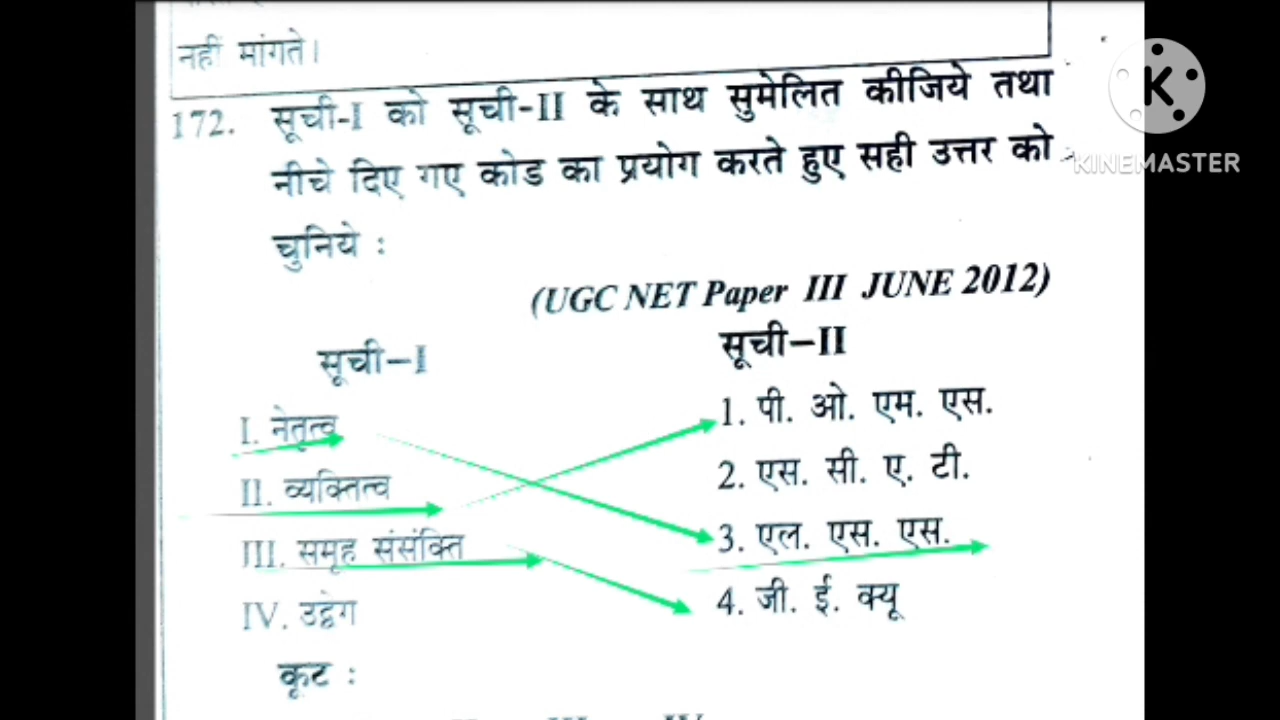 नहीं मांगते।
172. सूची-I को सूची-II के साथ सुमेलित कीजिये तथा
नीचे दिए गए कोड का प्रयोग करते हुए सही उत्तर को
चुनिये :
(UGC NET Paper III JUNE 2012)
सूची-I सूची-II
I. नेतृत्व 1. पी. ओ. एम. एस.
II. व्यक्तित्व 2. एस. सी. ए. टी.
III. समूह संसंक्ति 3. एल. एस. एस.
IV. उद्वेग 4. जी. ई. क्यू
कूट :
K
KINEMASTER